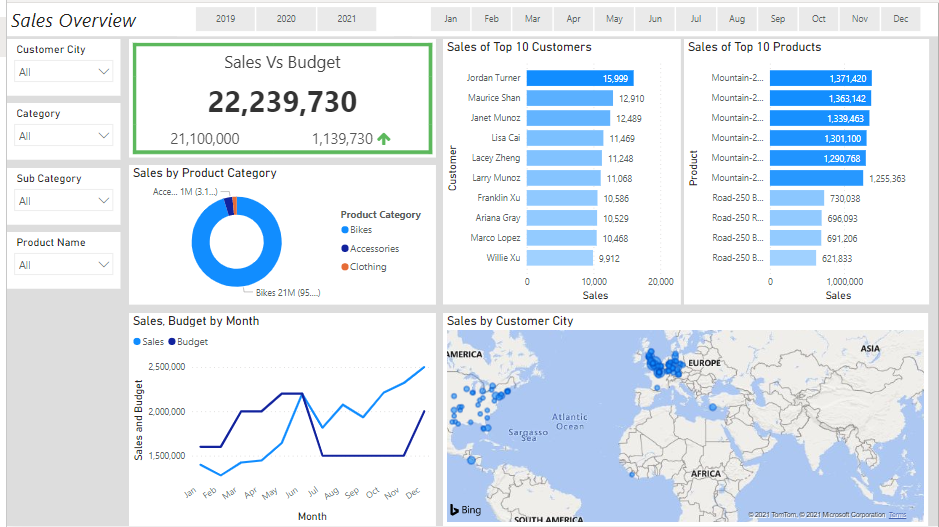 Sales Overview
2019 2020 2021
Jan Feb Mar Apr May Jun Jul Aug Sep Oct Nov Dec
Customer City
All
Category
All
Sub Category
All
Product Name
All
Sales Vs Budget
22,239,730
21,100,000 1,139,730
Sales by Product Category
Acce... 1M (3.1...)
Bikes 21M (95....)
Product Category
Bikes
Accessories
Clothing
Sales of Top 10 Customers
Customer
Jordan Turner 15,999
Maurice Shan 12,910
Janet Munoz 12,489
Lisa Cai 11,469
Lacey Zheng 11,248
Larry Munoz 11,068
Franklin Xu 10,586
Ariana Gray 10,529
Marco Lopez 10,468
Willie Xu 9,912
0 10,000 20,000
Sales
Sales of Top 10 Products
Product
Mountain-2... 1,371,420
Mountain-2... 1,363,142
Mountain-2... 1,339,463
Mountain-2... 1,301,100
Mountain-2... 1,290,768
Mountain-2... 1,255,363
Road-250 B... 730,038
Road-250 R... 696,093
Road-250 B... 691,206
Road-250 B... 621,833
0 1,000,000
Sales
Sales, Budget by Month
Sales Budget
Sales and Budget
2,500,000
2,000,000
1,500,000
Jan Feb Mar Apr May Jun Jul Aug Sep Oct Nov Dec
Month
Sales by Customer City
AMERICA
EUROPE
ASIA
Atlantic
Ocean
Sargasso
Sea
AFRICA
SOUTH AMERICA
Bing
© 2021 TomTom, © 2021 Microsoft Corporation Terms